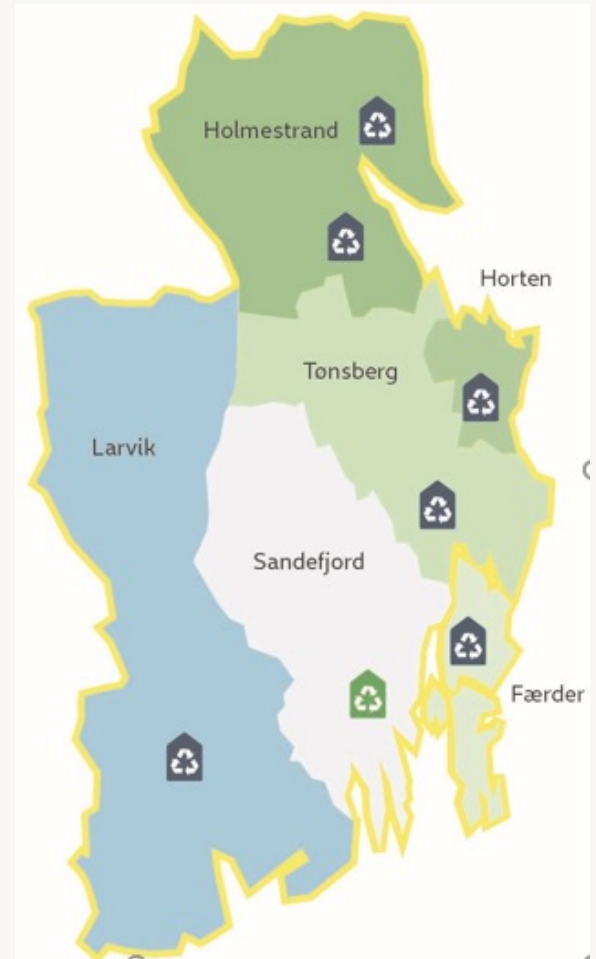 Holmestrand
Horten
Tønsberg
Larvik
Sandefjord
Færder